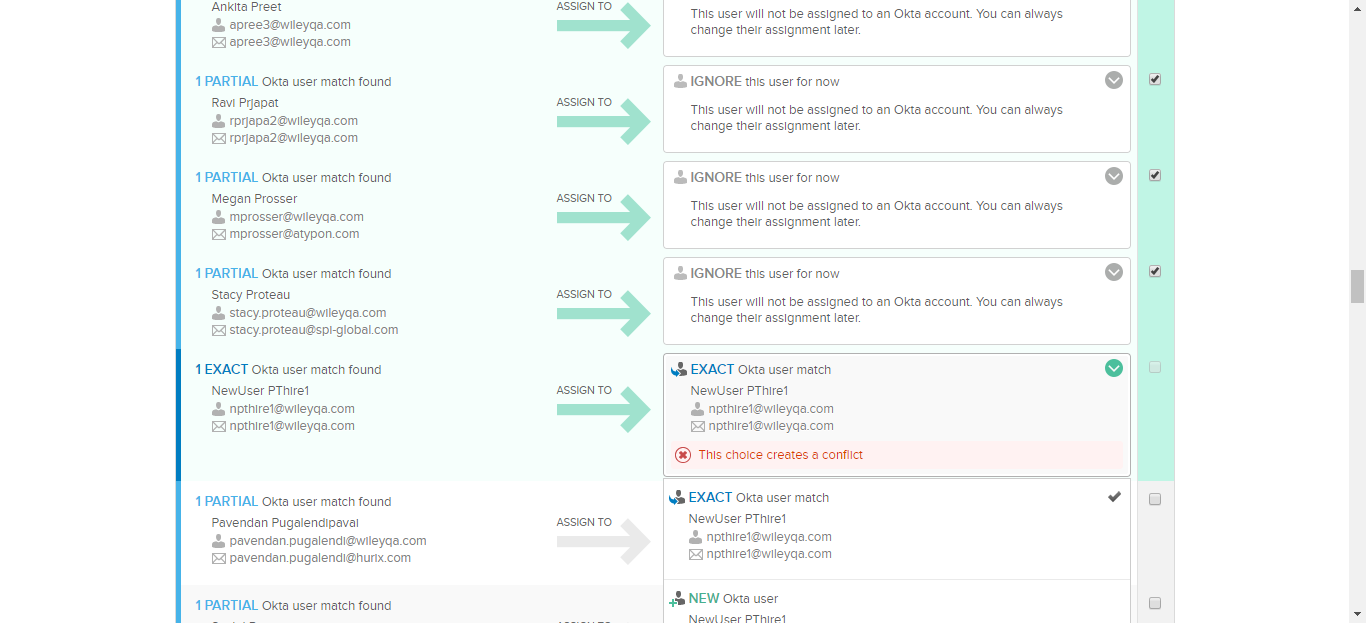 Ankita Preet
apree3@wileyqa.com
apree3@wileyqa.com
ASSIGN TO
This user will not be assigned to an Okta account. You can always
change their assignment later.
1 PARTIAL Okta user match found
Ravi Prjapat
rprjapa2@wileyqa.com
rprjapa2@wileyqa.com
ASSIGN TO
IGNORE this user for now
This user will not be assigned to an Okta account. You can always
change their assignment later.
1 PARTIAL Okta user match found
Megan Prosser
mprosser@wileyqa.com
mprosser@atypon.com
ASSIGN TO
IGNORE this user for now
This user will not be assigned to an Okta account. You can always
change their assignment later.
1 PARTIAL Okta user match found
Stacy Proteau
stacy.proteau@wileyqa.com
stacy.proteau@spi-global.com
ASSIGN TO
IGNORE this user for now
This user will not be assigned to an Okta account. You can always
change their assignment later.
1 EXACT Okta user match found
NewUser PThire1
npthire1@wileyqa.com
npthire1@wileyqa.com
ASSIGN TO
EXACT Okta user match
NewUser PThire1
npthire1@wileyqa.com
npthire1@wileyqa.com
This choice creates a conflict
1 PARTIAL Okta user match found
Pavendan Pugalendipaval
pavendan.pugalendi@wileyqa.com
pavendan.pugalendi@hurix.com
ASSIGN TO
EXACT Okta user match
NewUser PThire1
npthire1@wileyqa.com
npthire1@wileyqa.com
1 PARTIAL Okta user match found
NEW Okta user
NewUser PThire1